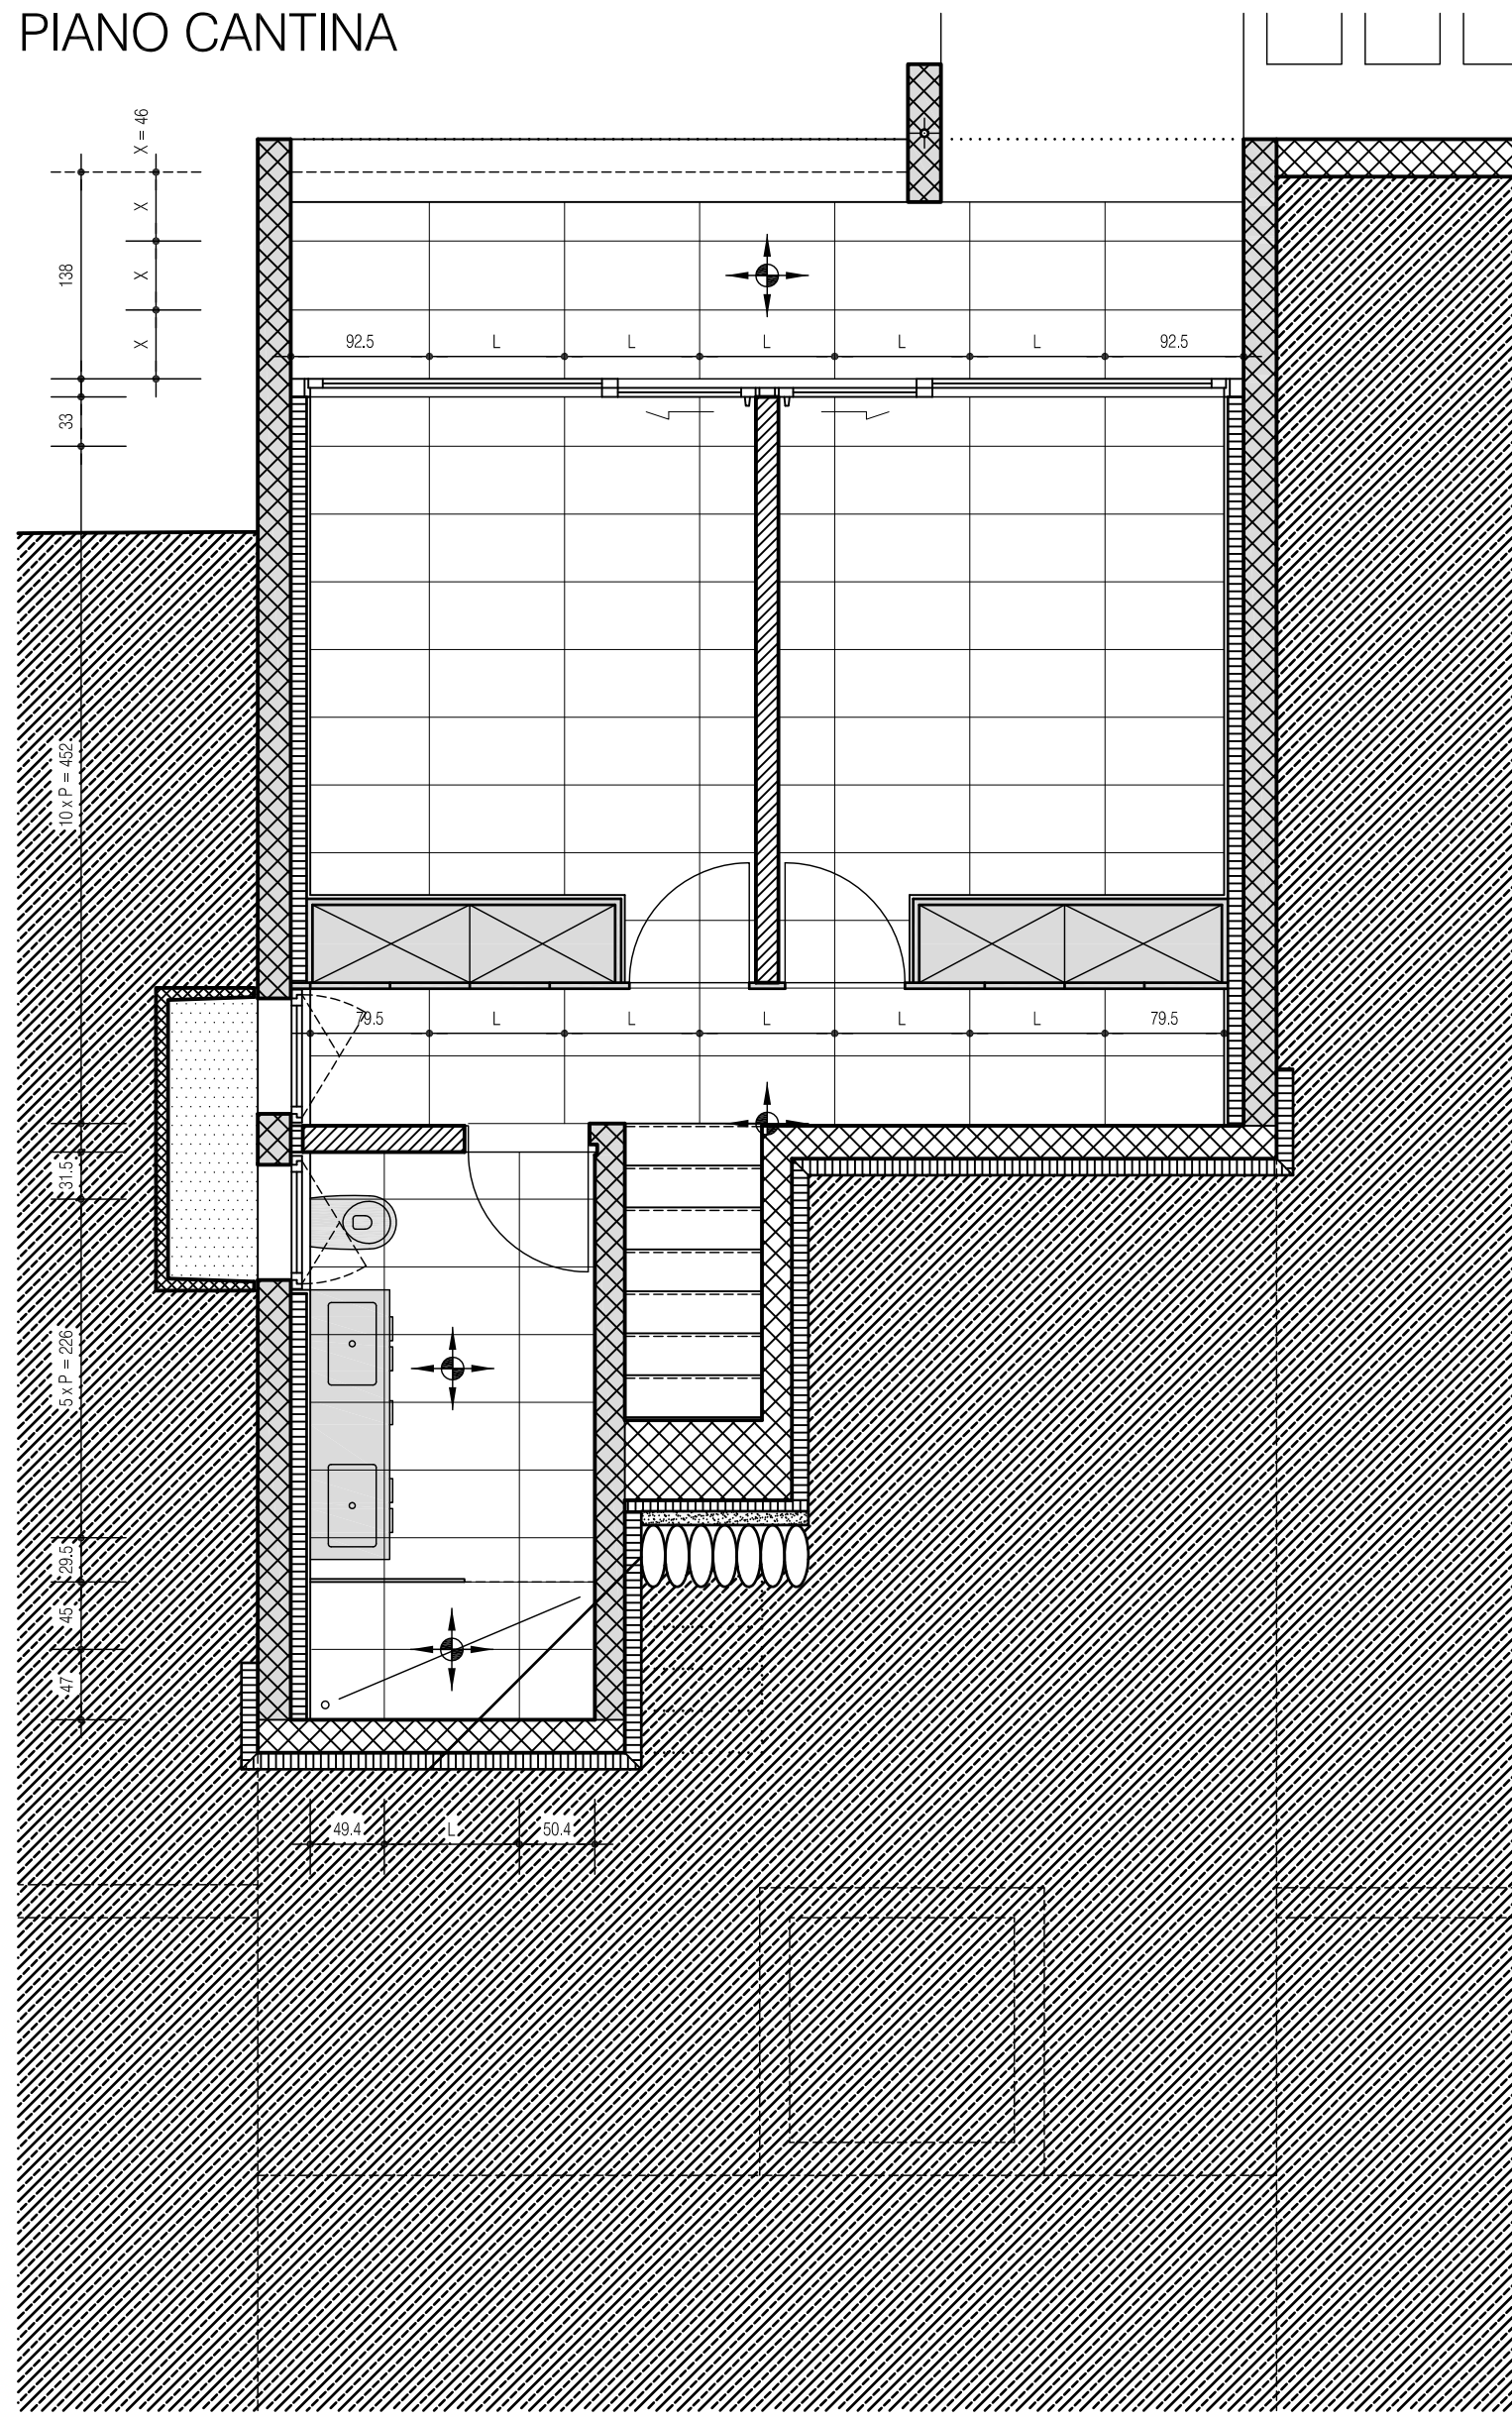 PIANO CANTINA
X = 46
X
X
X
138
33
92.5 L L L L L 92.5
10 x P = 452
79.5 L L L L L 79.5
31.5
5 x P = 226
29.5
45
47
49.4 L 50.4